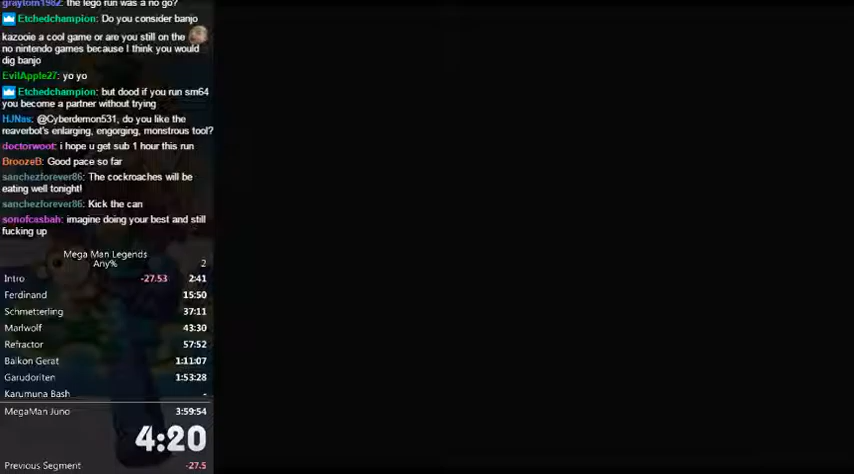 graytom1982: the lego run was a no go?
Etchedchampion: Do you consider banjo
kazooie a cool game or are you still on the
no nintendo games because I think you would
dig banjo
EvilApple27: yo yo
Etchedchampion: but dood if you run sm64
you become a partner without trying
HJNas: @Cyberdemon531, do you like the
reaverbot's enlarging, engorging, monstrous tool?
doctorwoot: i hope u get sub 1 hour this run
BroozeB: Good pace so far
sanchezforever86: The cockroaches will be
eating well tonight!
sanchezforever86: Kick the can
sonofcasbah: imagine doing your best and still
fucking up
Mega Man Legends
Any% 2
Intro -27.53 2:41
Ferdinand 15:50
Schmetterling 37:11
Marlwolf 43:30
Refractor 57:52
Balkon Gerat 1:11:07
Garudoriten 1:53:28
Karumuna Bash -
MegaMan Juno 3:59:54
4:20
Previous Segment -27.5